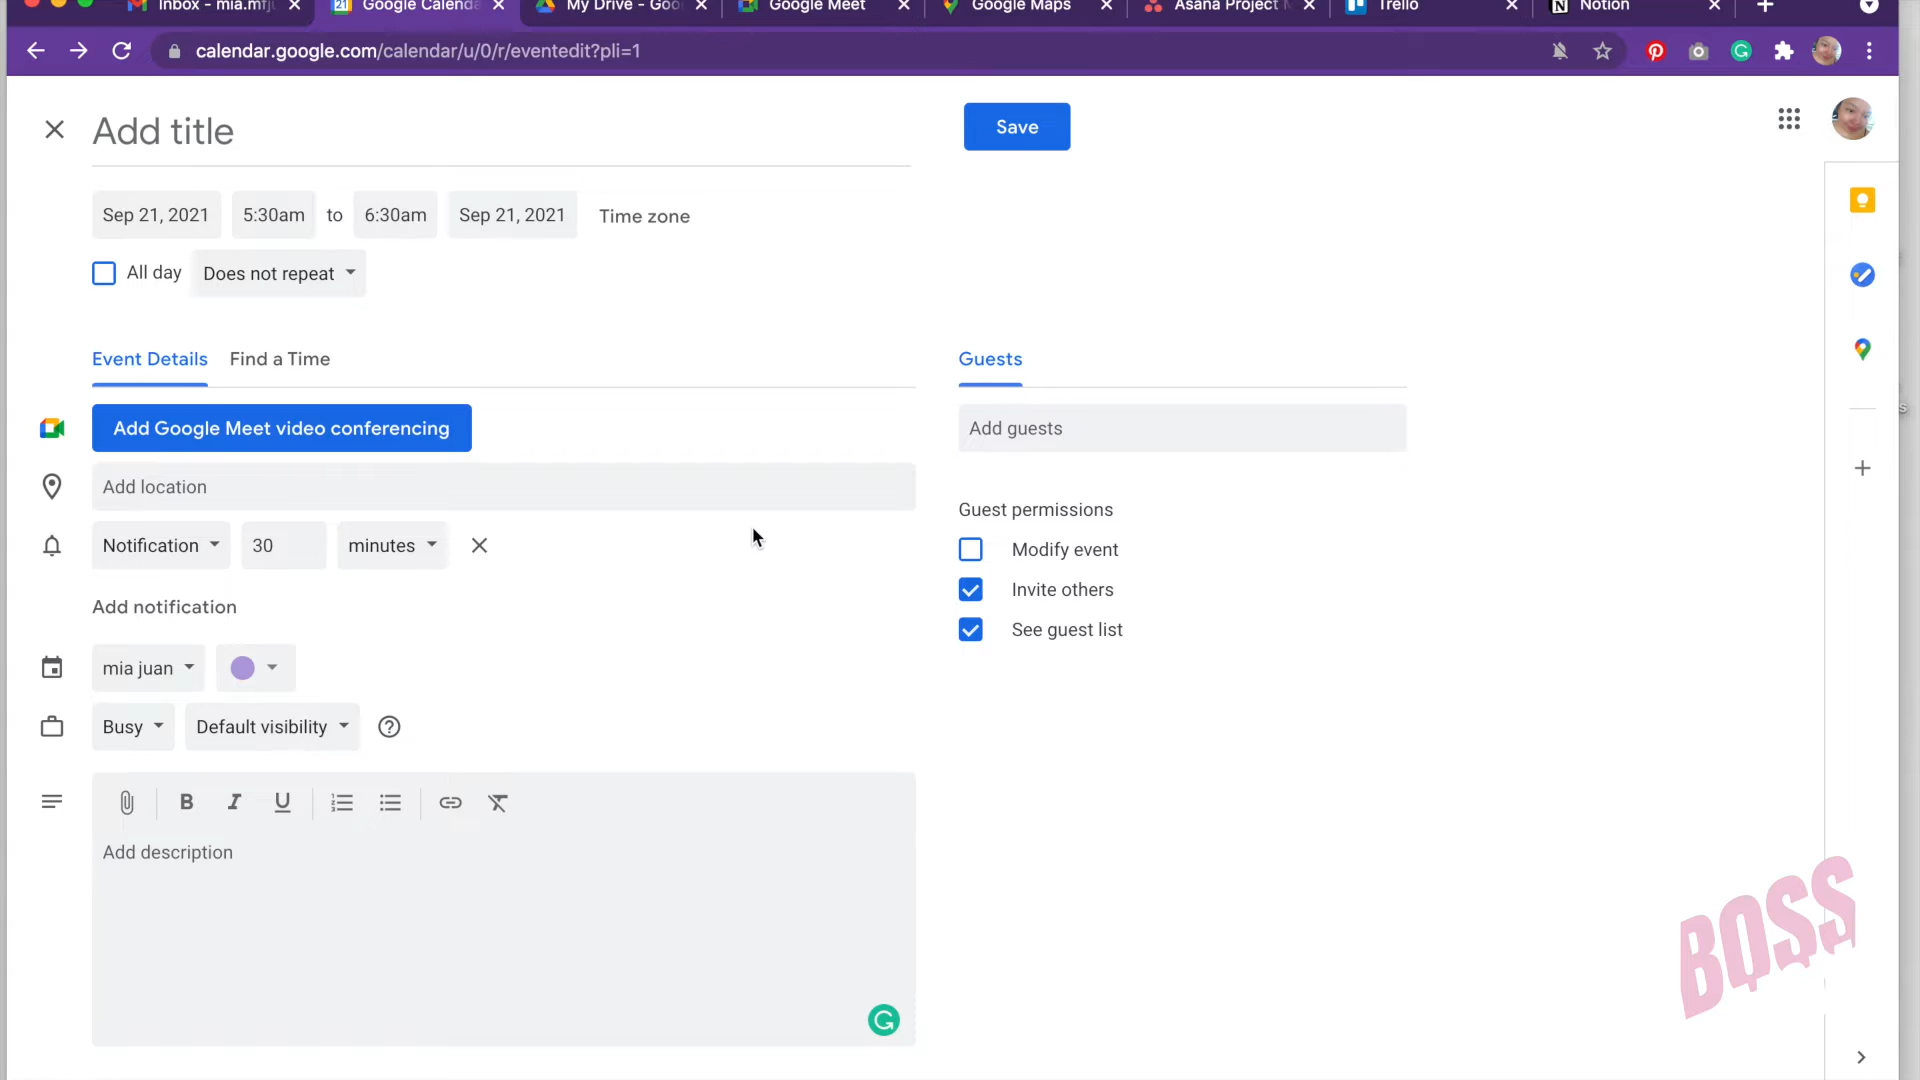 Inbox - mia.mfju
Google Calenda
My Drive - Goo
Google Meet
Google Maps
Asana Project M
Trello
Notion
calendar.google.com/calendar/u/0/r/eventedit?pli=1
Add title
Save
Sep 21, 2021 5:30am to 6:30am Sep 21, 2021 Time zone
All day Does not repeat
Event Details Find a Time
Guests
Add Google Meet video conferencing
Add guests
Add location
Guest permissions
Notification 30 minutes
Modify event
Invite others
Add notification
See guest list
mia juan
Busy Default visibility
B I U
Add description
BOSS